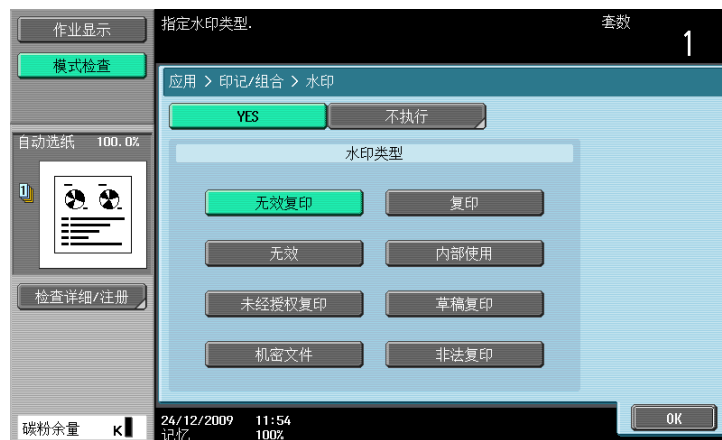 作业显示
模式检查
自动选纸 100.0%
检查详细/注册
碳粉余量 K
指定水印类型.
套数
1
应用 > 印记/组合 > 水印
YES 不执行
水印类型
无效复印 复印
无效 内部使用
未经授权复印 草稿复印
机密文件 非法复印
24/12/2009 11:54
记忆 100%
OK